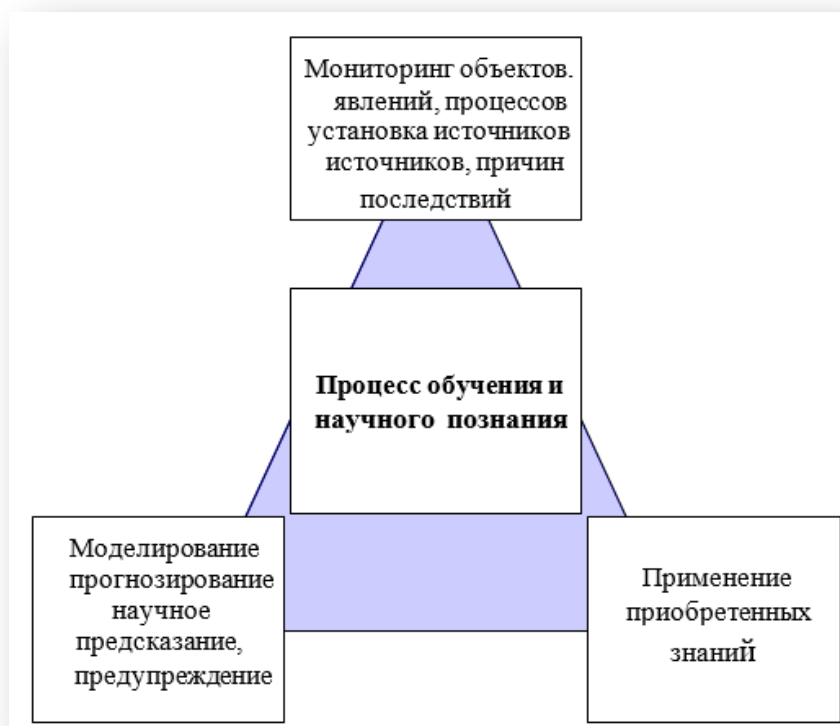 Мониторинг объектов.
явлений, процессов
установка источников
источников, причин
последствий
Процесс обучения и
научного познания
Моделирование
прогнозирование
научное
предсказание,
предупреждение
Применение
приобретенных
знаний